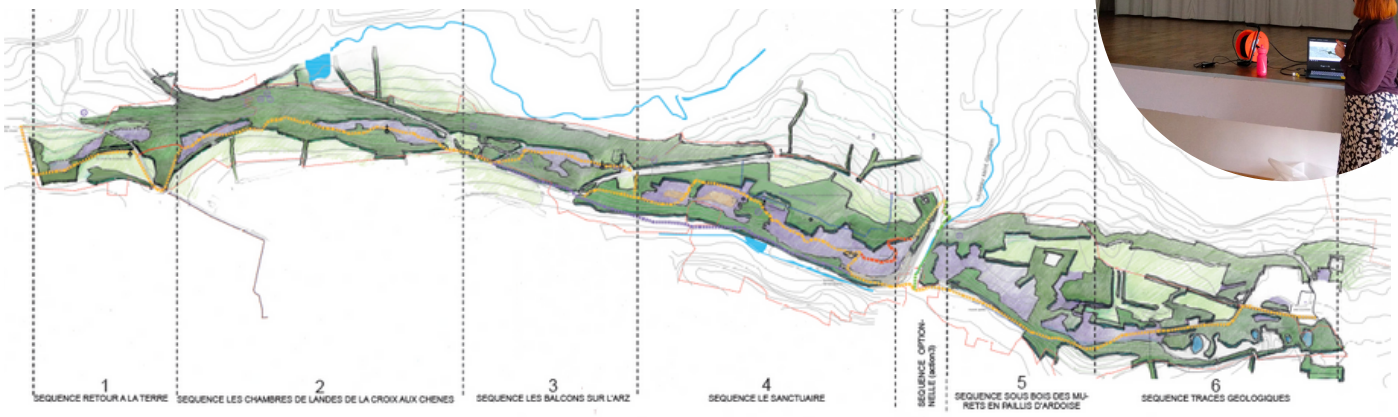 1
SEQUENCE RETOUR A LA TERRE
2
SEQUENCE LES CHAMBRES DE LANDES DE LA CROIX AUX CHENES
3
SEQUENCE LES BALCONS SUR L'ARZ
4
SEQUENCE LE SANCTUAIRE
SEQUENCE OPTION-
NELLE (action3)
5
SEQUENCE SOUS BOIS DES MU-
RETS EN PAILLIS D'ARDOISE
6
SEQUENCE TRACES GEOLOGIQUES